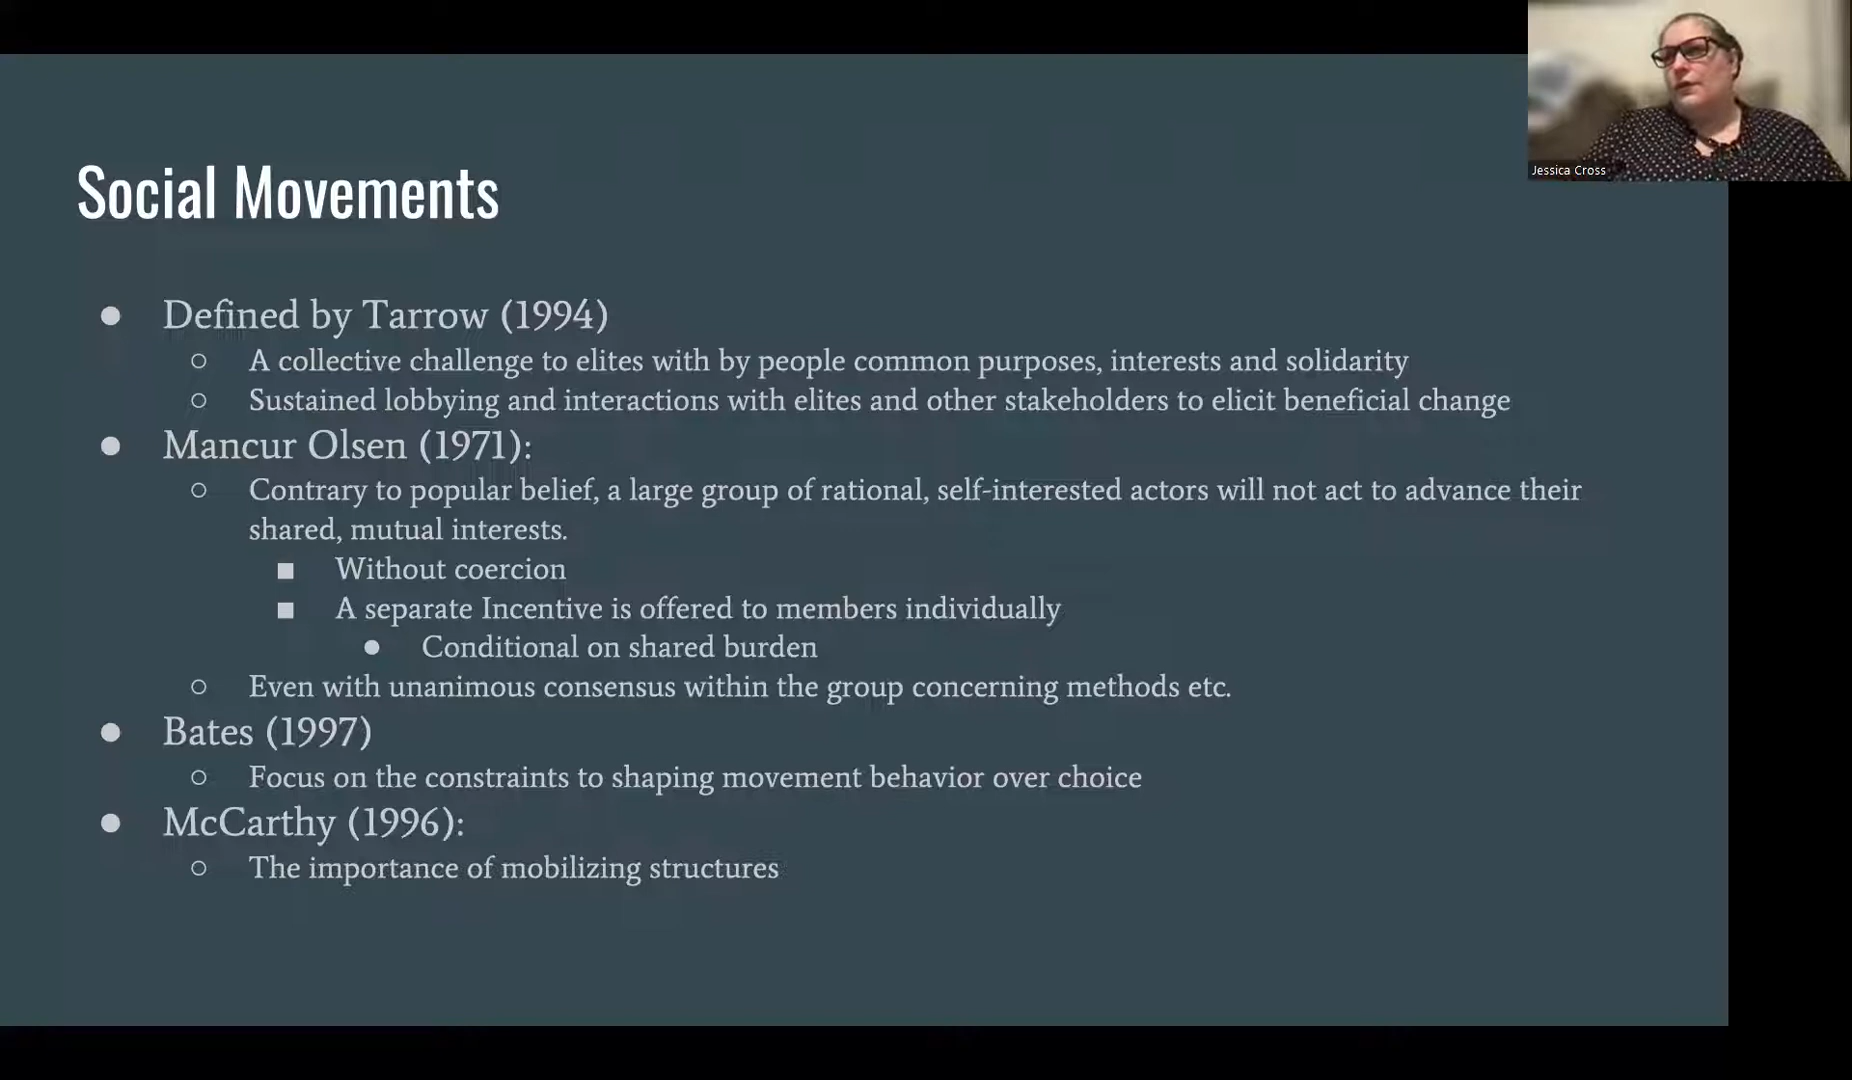 Jessica Cross
Social Movements
● Defined by Tarrow (1994)
○ A collective challenge to elites with by people common purposes, interests and solidarity
○ Sustained lobbying and interactions with elites and other stakeholders to elicit beneficial change
● Mancur Olsen (1971):
○ Contrary to popular belief, a large group of rational, self-interested actors will not act to advance their
shared, mutual interests.
■ Without coercion
■ A separate Incentive is offered to members individually
● Conditional on shared burden
○ Even with unanimous consensus within the group concerning methods etc.
● Bates (1997)
○ Focus on the constraints to shaping movement behavior over choice
● McCarthy (1996):
○ The importance of mobilizing structures